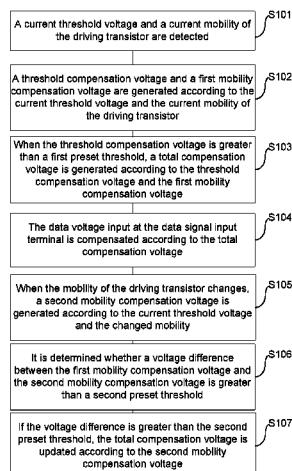 A current threshold voltage and a current mobility of
the driving transistor are detected
S101
A threshold compensation voltage and a first mobility
compensation voltage are generated according to the
current threshold voltage and the current mobility of
the driving transistor
S102
When the threshold compensation voltage is greater
than a first preset threshold, a total compensation
voltage is generated according to the threshold
compensation voltage and the first mobility
compensation voltage
S103
The data voltage input at the data signal input
terminal is compensated according to the total
compensation voltage
S104
When the mobility of the driving transistor changes,
a second mobility compensation voltage is
generated according to the current threshold voltage
and the changed mobility
S105
It is determined whether a voltage difference
between the first mobility compensation voltage and
the second mobility compensation voltage is greater
than a second preset threshold
S106
If the voltage difference is greater than the second
preset threshold, the total compensation voltage is
updated according to the second mobility
compensation voltage
S107